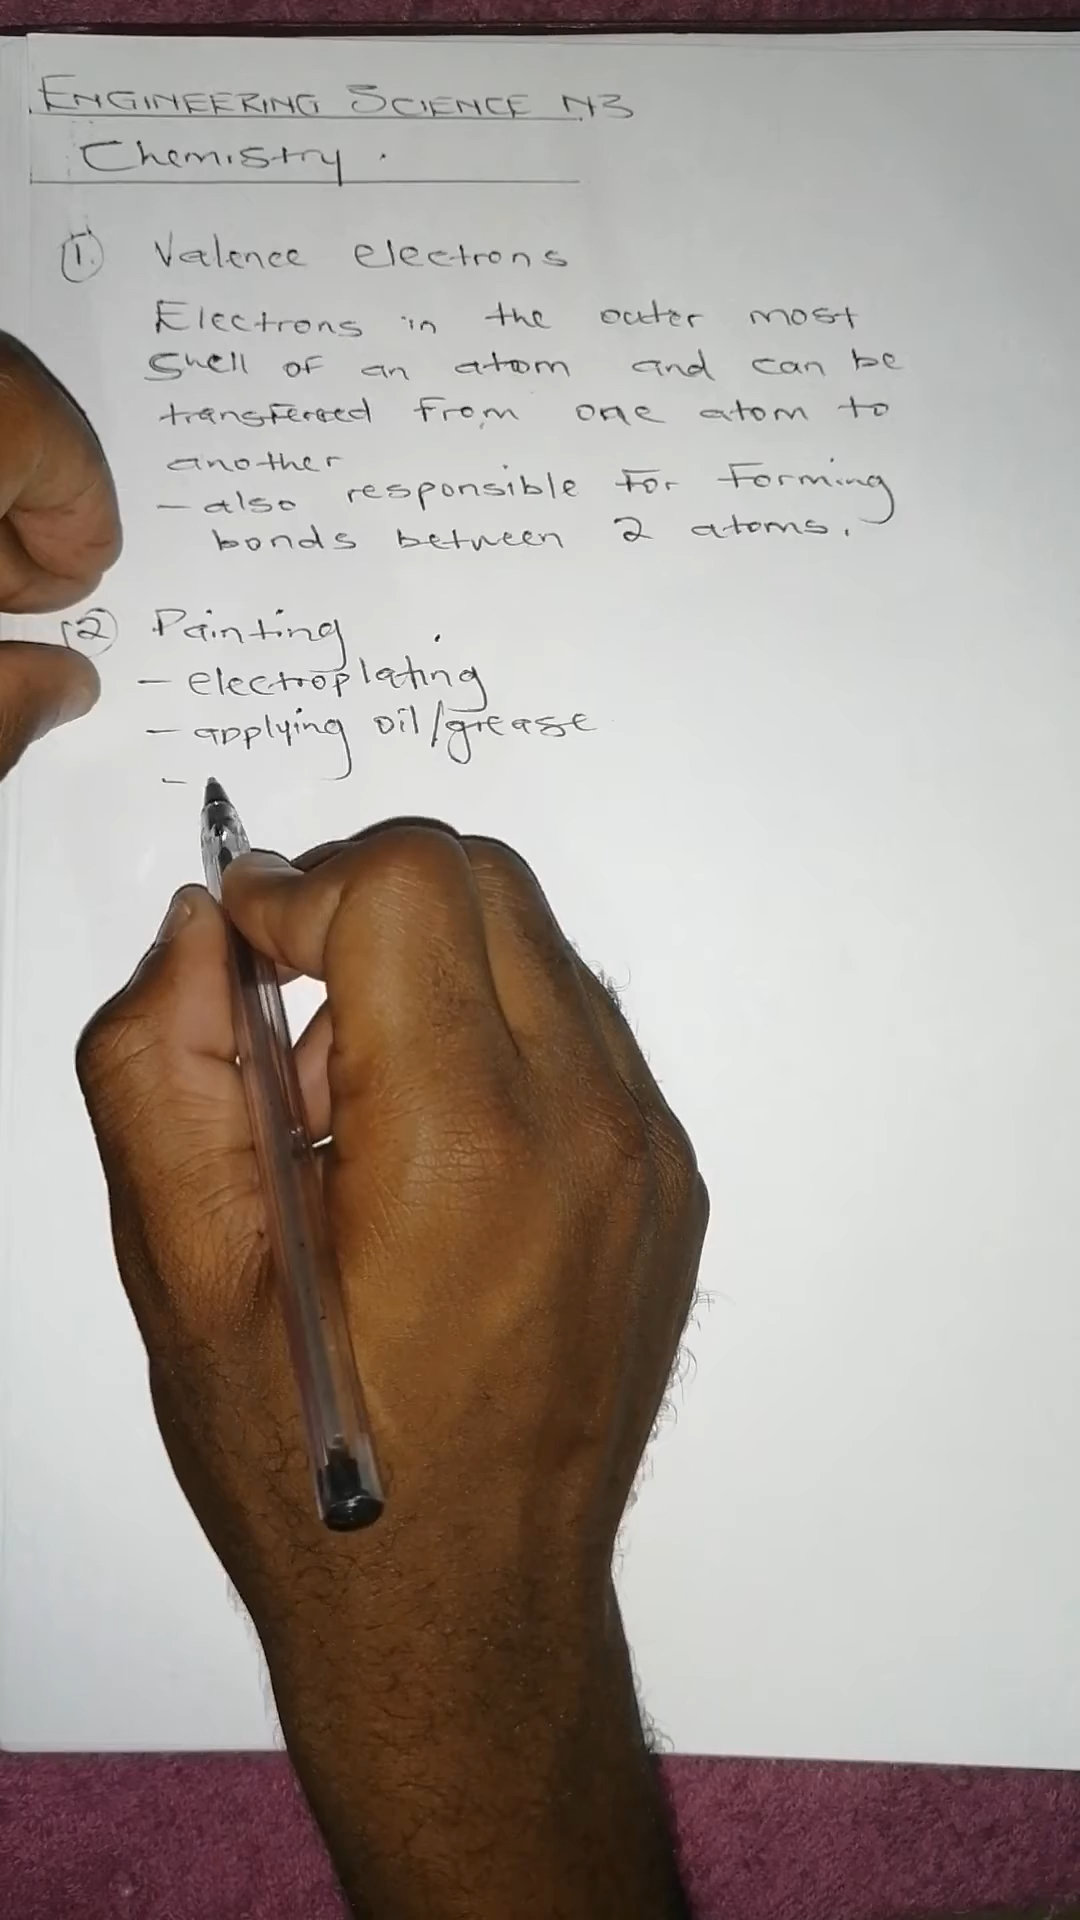 ENGINEERING SCIENCE N3
Chemistry.
1. Valence electrons
Electrons in the outer most
shell of an atom and can be
transferred from one atom to
another
- also responsible for forming
bonds between 2 atoms.
2 Painting
- electroplating
- applying oil/grease
-